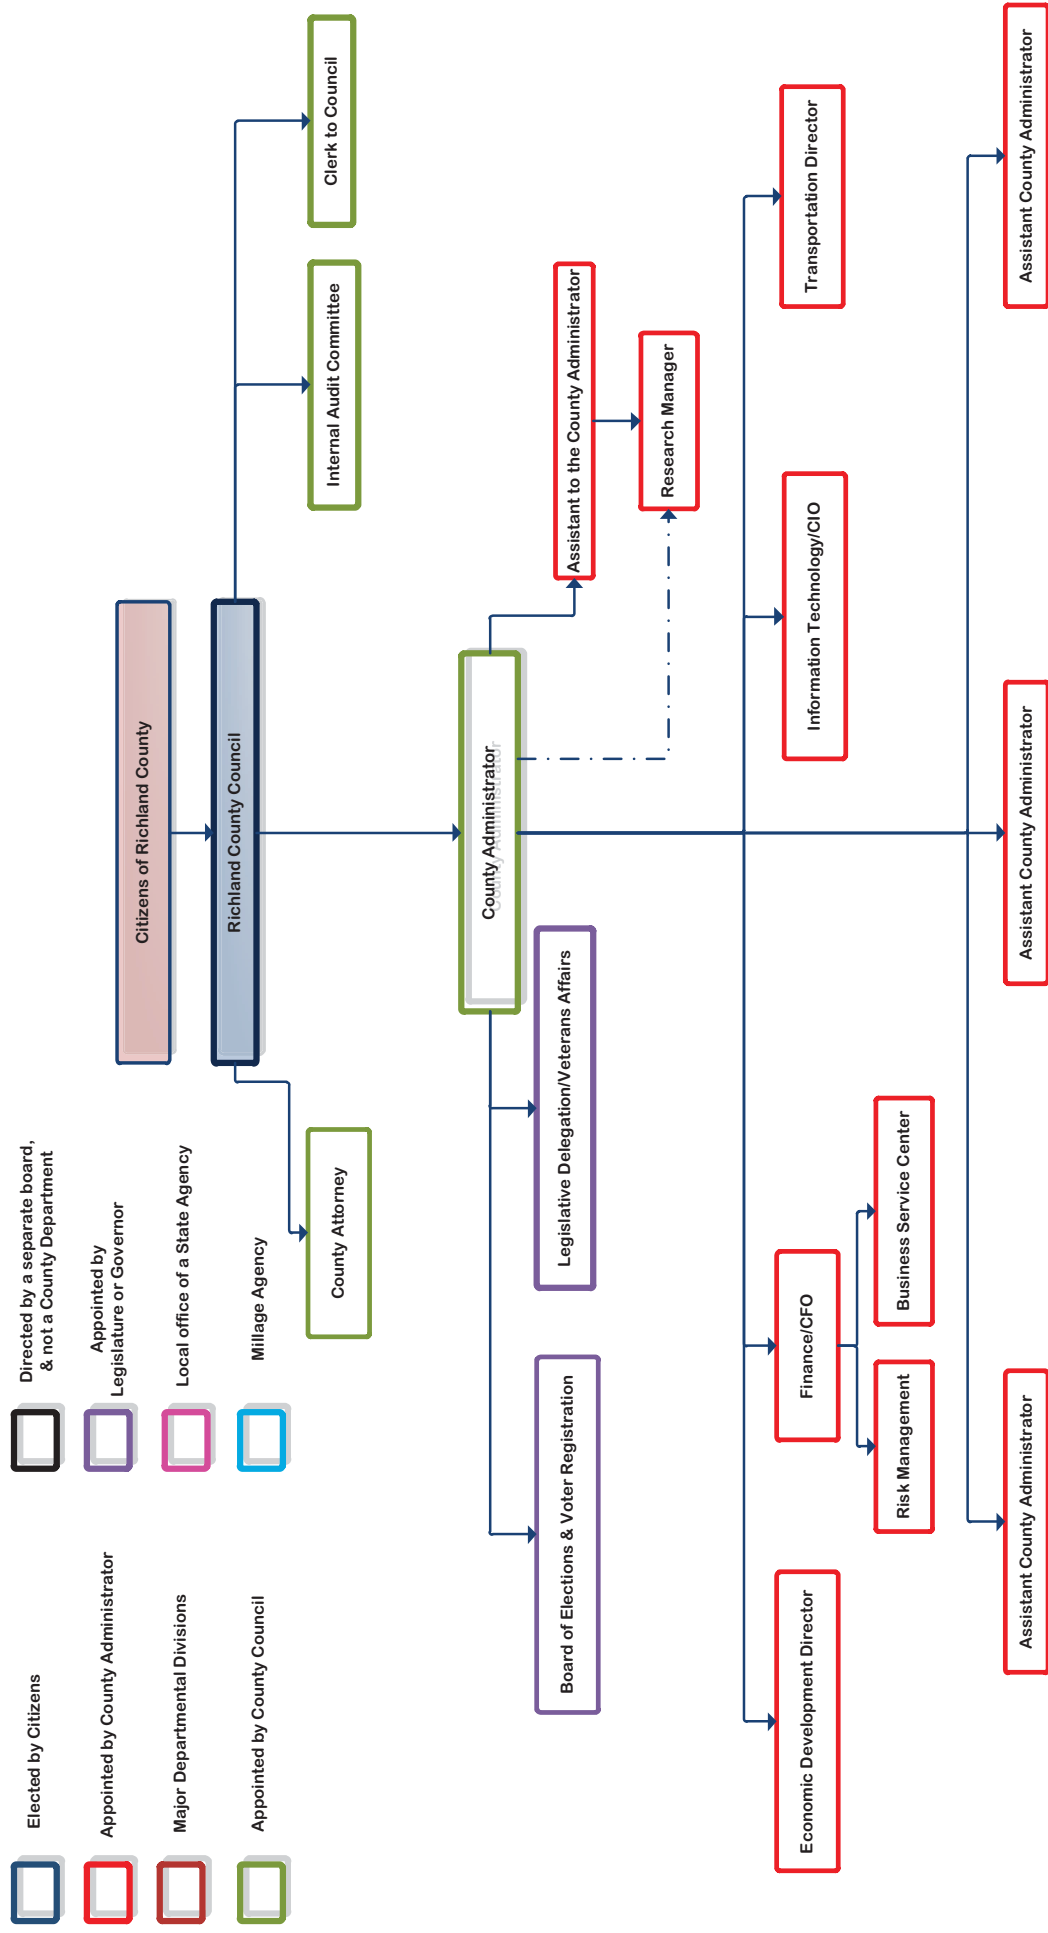 Elected by Citizens
Appointed by County Administrator
Major Departmental Divisions
Appointed by County Council
Directed by a separate board,
& not a County Department
Appointed by
Legislature or Governor
Local office of a State Agency
Millage Agency
Citizens of Richland County
Richland County Council
County Attorney
Internal Audit Committee
Clerk to Council
County Administrator
Board of Elections & Voter Registration
Legislative Delegation/Veterans Affairs
Assistant to the County Administrator
Research Manager
Economic Development Director
Finance/CFO
Information Technology/CIO
Transportation Director
Risk Management
Business Service Center
Assistant County Administrator
Assistant County Administrator
Assistant County Administrator